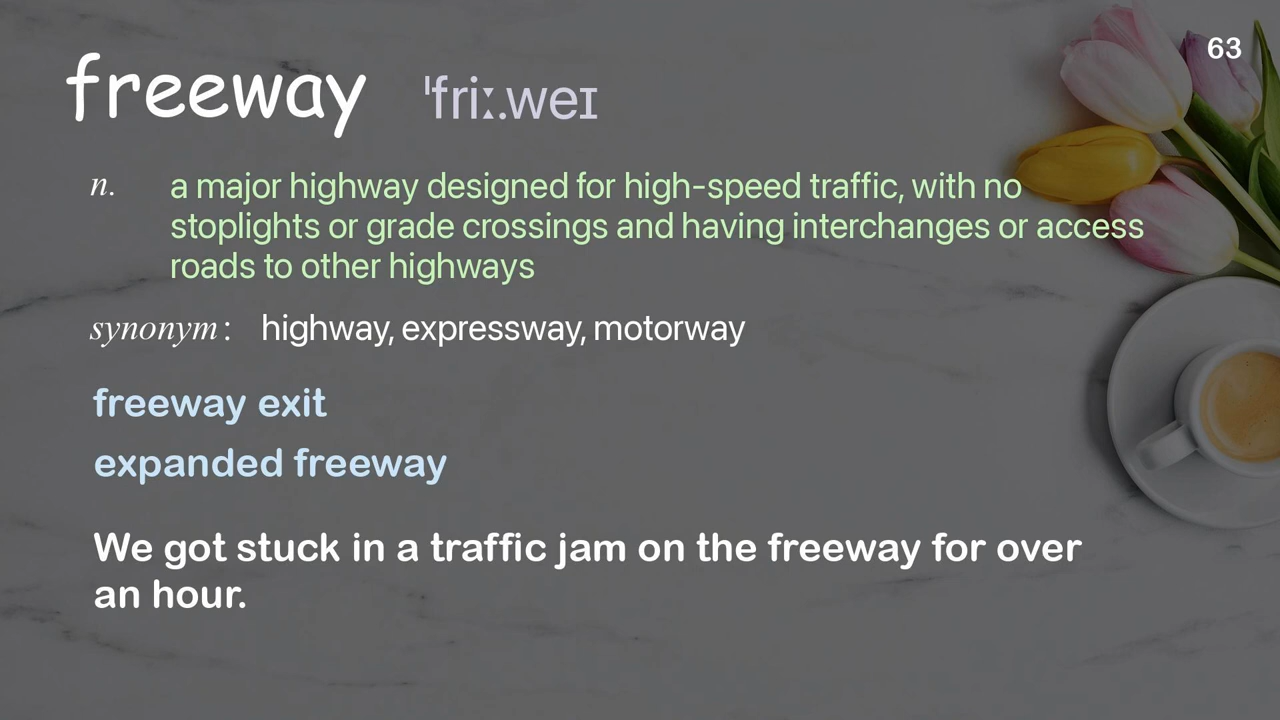 63
freeway ˈfriː.weɪ
n. a major highway designed for high-speed traffic, with no
stoplights or grade crossings and having interchanges or access
roads to other highways
synonym: highway, expressway, motorway
freeway exit
expanded freeway
We got stuck in a traffic jam on the freeway for over
an hour.